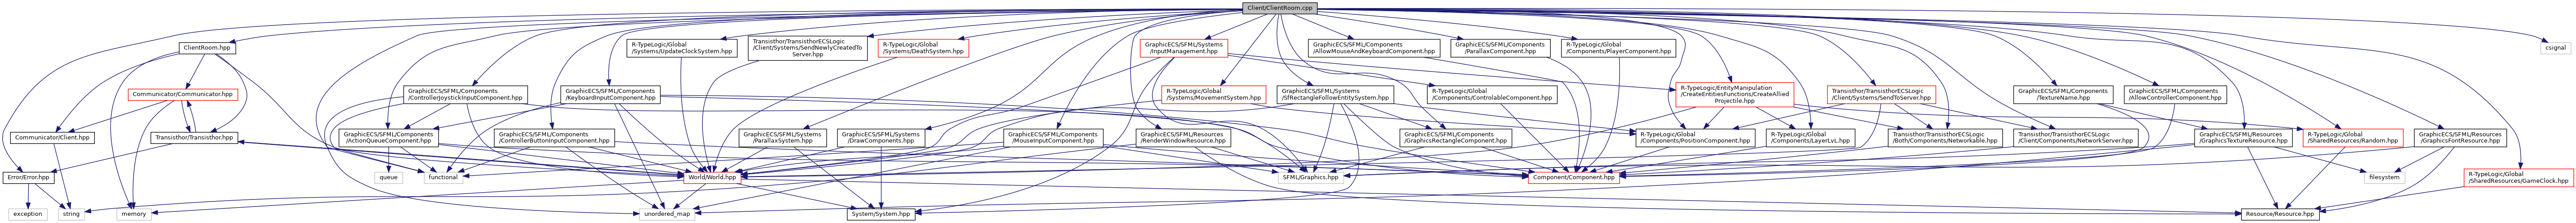 Client/ClientRoom.cpp
ClientRoom.hpp
R-TypeLogic/Global
/Systems/UpdateClockSystem.hpp
Transisthor/TransisthorECSLogic
/Client/Systems/SendNewlyCreatedTo
Server.hpp
R-TypeLogic/Global
/Systems/DeathSystem.hpp
GraphicECS/SFML/Systems
/InputManagement.hpp
GraphicECS/SFML/Components
/AllowMouseAndKeyboardComponent.hpp
GraphicECS/SFML/Components
/ParallaxComponent.hpp
R-TypeLogic/Global
/Components/PlayerComponent.hpp
csignal
Communicator/Communicator.hpp
GraphicECS/SFML/Components
/ControllerJoystickInputComponent.hpp
GraphicECS/SFML/Components
/KeyboardInputComponent.hpp
R-TypeLogic/Global
/Systems/MovementSystem.hpp
GraphicECS/SFML/Systems
/SfRectangleFollowEntitySystem.hpp
R-TypeLogic/Global
/Components/ControlableComponent.hpp
R-TypeLogic/EntityManipulation
/CreateEntitiesFunctions/CreateAllied
Projectile.hpp
Transisthor/TransisthorECSLogic
/Client/Systems/SendToServer.hpp
GraphicECS/SFML/Components
/TextureName.hpp
GraphicECS/SFML/Components
/AllowControllerComponent.hpp
Communicator/Client.hpp
Transisthor/Transisthor.hpp
GraphicECS/SFML/Components
/ActionQueueComponent.hpp
GraphicECS/SFML/Components
/ControllerButtonInputComponent.hpp
GraphicECS/SFML/Systems
/ParallaxSystem.hpp
GraphicECS/SFML/Systems
/DrawComponents.hpp
GraphicECS/SFML/Components
/MouseInputComponent.hpp
GraphicECS/SFML/Resources
/RenderWindowResource.hpp
GraphicECS/SFML/Components
/GraphicsRectangleComponent.hpp
R-TypeLogic/Global
/Components/PositionComponent.hpp
R-TypeLogic/Global
/Components/LayerLvL.hpp
Transisthor/TransisthorECSLogic
/Both/Components/Networkable.hpp
Transisthor/TransisthorECSLogic
/Client/Components/NetworkServer.hpp
GraphicECS/SFML/Resources
/GraphicsTextureResource.hpp
R-TypeLogic/Global
/SharedResources/Random.hpp
GraphicECS/SFML/Resources
/GraphicsFontResource.hpp
Error/Error.hpp
queue
functional
World/World.hpp
SFML/Graphics.hpp
Component/Component.hpp
filesystem
R-TypeLogic/Global
/SharedResources/GameClock.hpp
exception
string
memory
unordered_map
System/System.hpp
Resource/Resource.hpp